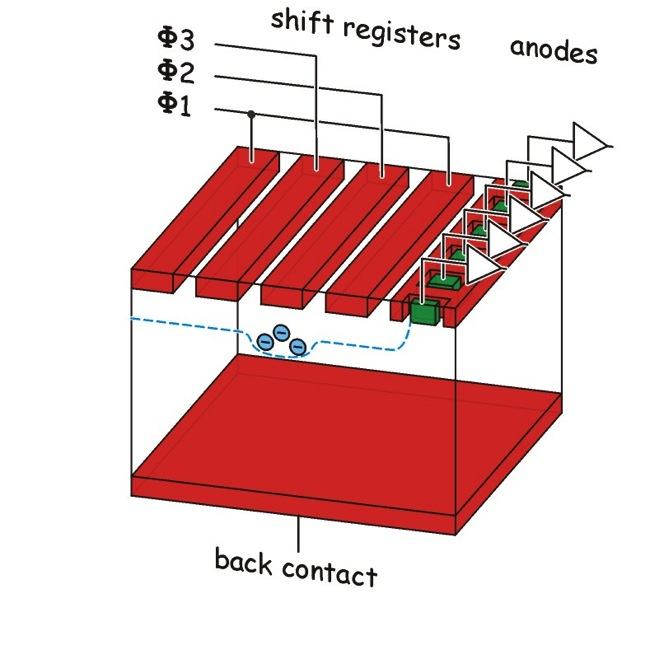 shift registers
anodes
Φ3
Φ2
Φ1
back contact